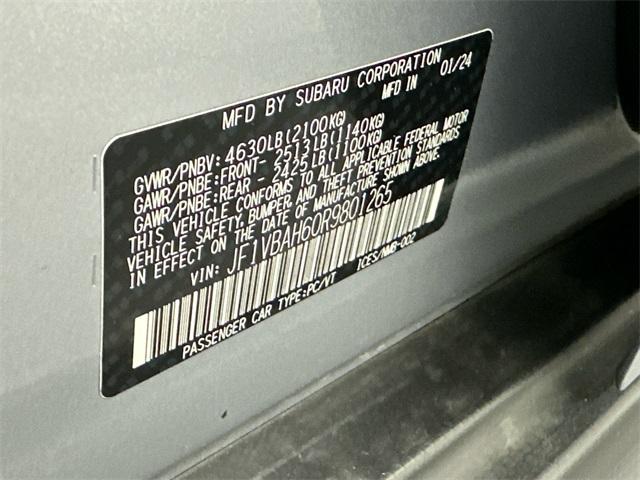 MFD BY SUBARU CORPORATION
MFD IN 01/24
GVWR/PNBV: 4630LB(2100KG)
GAWR/PNBE:FRONT- 2513LB(1140KG)
GAWR/PNBE:REAR - 2425LB(1100KG)
THIS VEHICLE CONFORMS TO ALL APPLICABLE FEDERAL MOTOR
VEHICLE SAFETY,BUMPER, AND THEFT PREVENTION STANDARDS
IN EFFECT ON THE DATE OF MANUFACTURE SHOWN ABOVE.
VIN: JF1VBAH60R9801265
PASSENGER CAR TYPE:PC/VT ICES/NMB-002